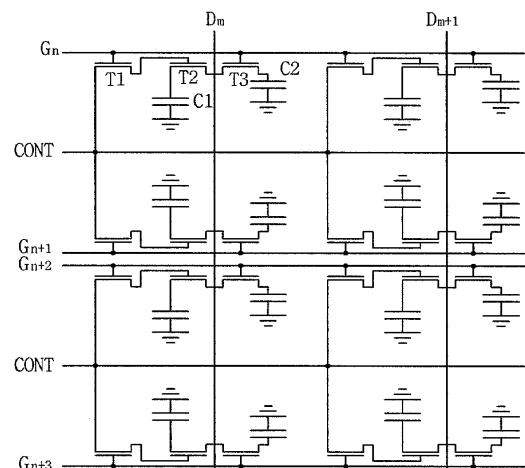 Dm Dm+1
Gn
T1 T2 T3 C2
C1
CONT
Gn+1
Gn+2
CONT
Gn+3